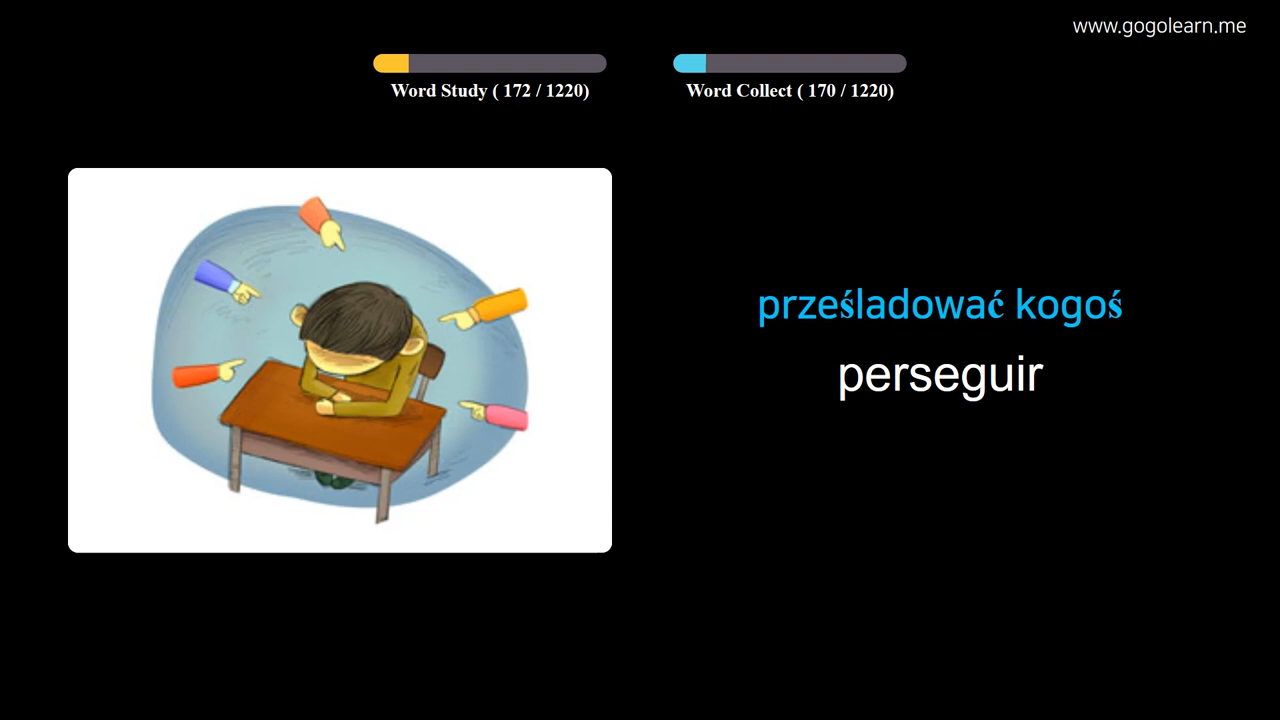 www.gogolearn.me
Word Study ( 172 / 1220)
Word Collect ( 170 / 1220)
prześladować kogoś
perseguir